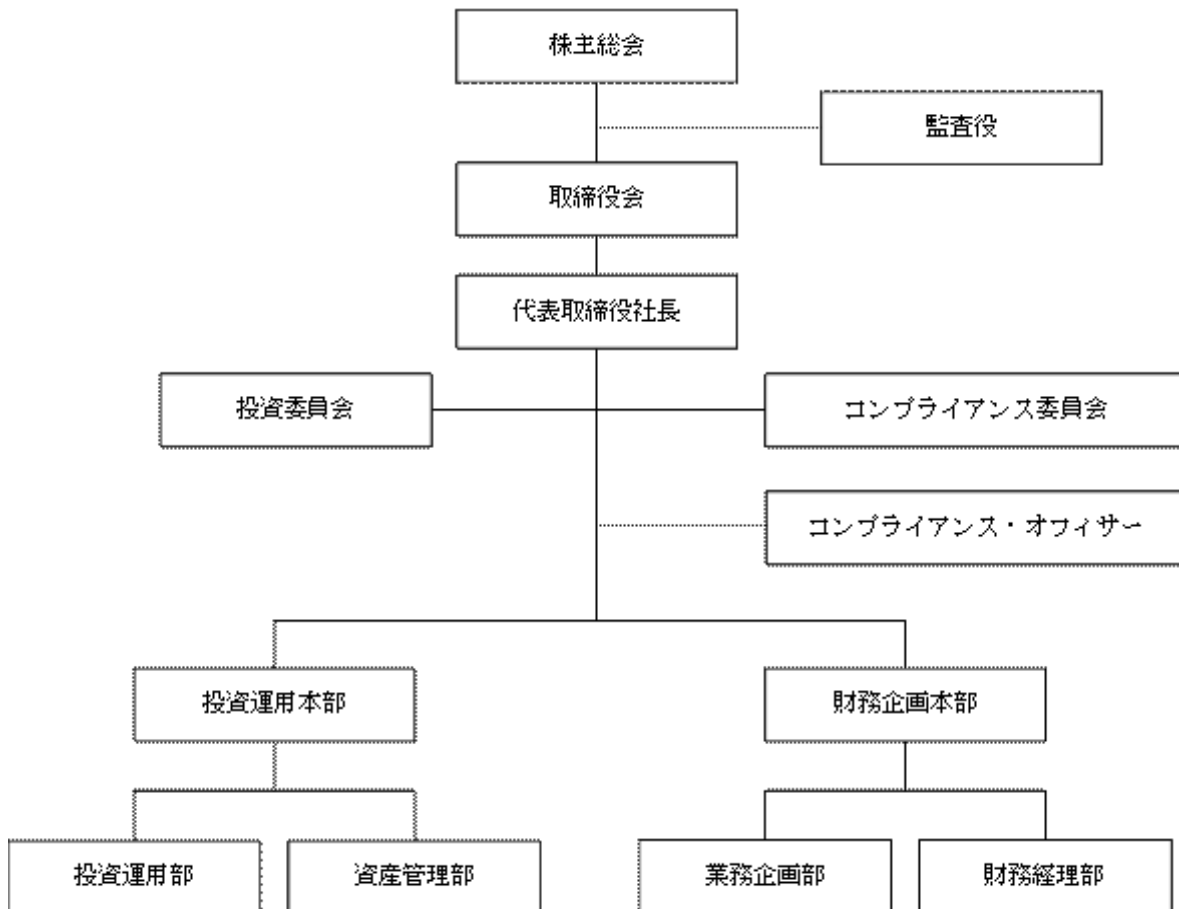 株主総会
監査役
取締役会
代表取締役社長
投資委員会
コンプライアンス委員会
コンプライアンス・オフィサー
投資運用本部
財務企画本部
投資運用部
資産管理部
業務企画部
財務経理部